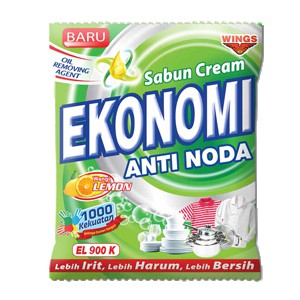 BARU
WINGS
OIL
REMOVING
AGENT
Sabun Cream
EKONOMI
ANTI NODA
Wangi
LEMON
1000
Kekuatan
EL 900 K
Lebih Irit, Lebih Harum, Lebih Bersih